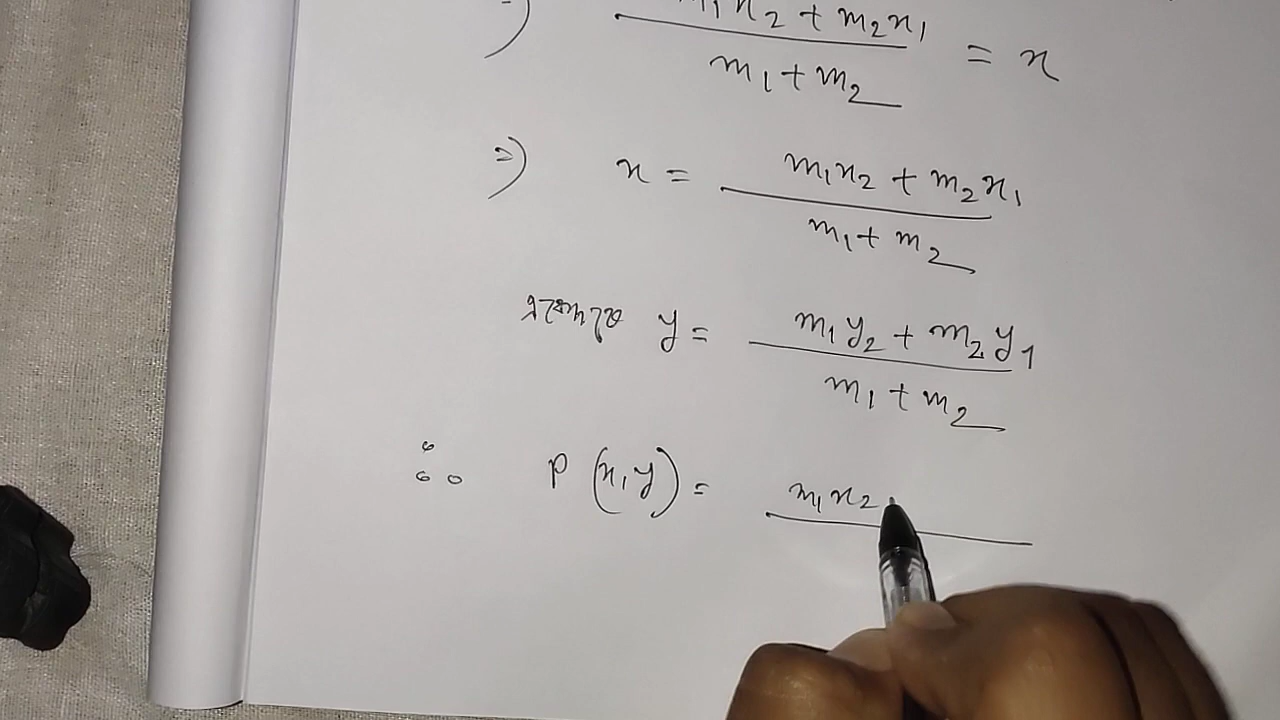 ⇒) m₁x₂ + m₂x₁ / m₁ + m₂ = x
⇒) x = m₁x₂ + m₂x₁ / m₁ + m₂
y = m₁y₂ + m₂y₁ / m₁ + m₂
∴ P (x, y) = m₁x₂